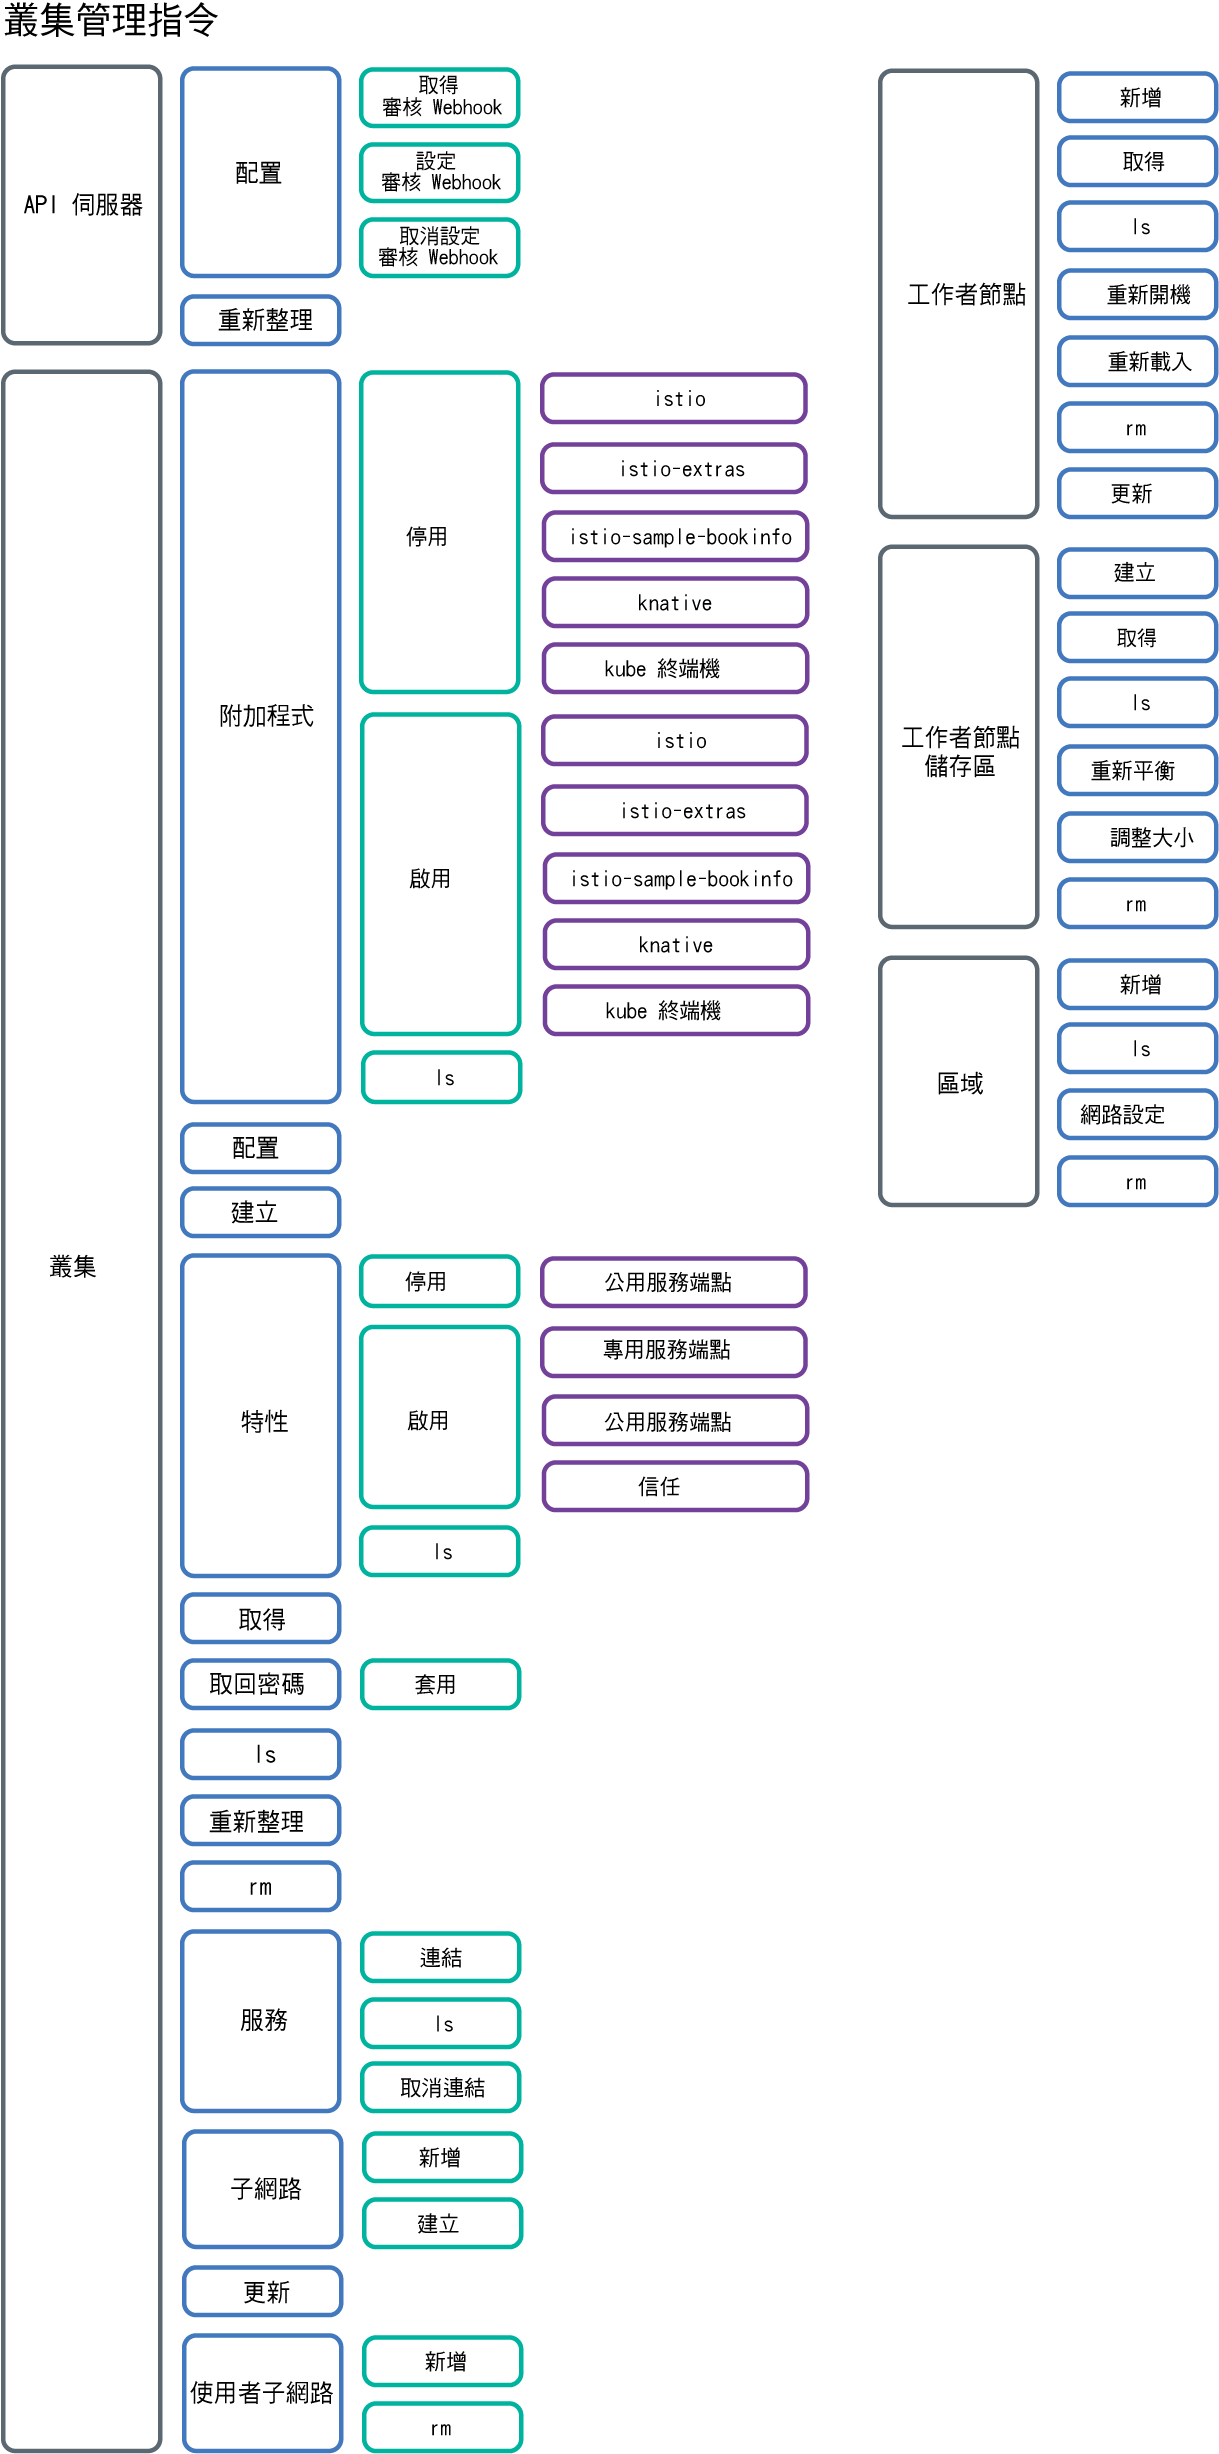 叢集管理指令
API 伺服器
配置
取得
審核 Webhook
設定
審核 Webhook
取消設定
審核 Webhook
重新整理
叢集
附加程式
停用
istio
istio-extras
istio-sample-bookinfo
knative
kube 終端機
啟用
istio
istio-extras
istio-sample-bookinfo
knative
kube 終端機
ls
配置
建立
特性
停用
公用服務端點
啟用
專用服務端點
公用服務端點
信任
ls
取得
取回密碼
套用
ls
重新整理
rm
服務
連結
ls
取消連結
子網路
新增
建立
更新
使用者子網路
新增
rm
工作者節點
新增
取得
ls
重新開機
重新載入
rm
更新
工作者節點
儲存區
建立
取得
ls
重新平衡
調整大小
rm
區域
新增
ls
網路設定
rm